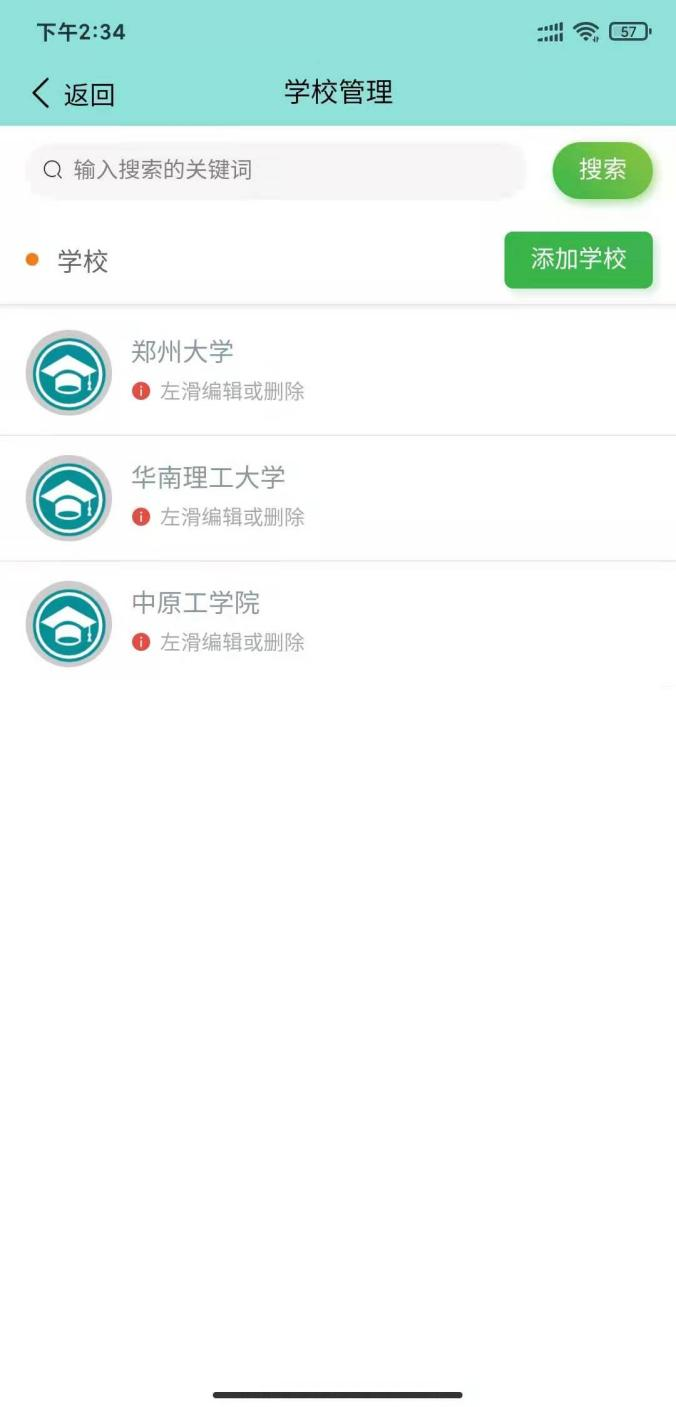 下午2:34
57
返回
学校管理
输入搜索的关键词
搜索
学校
添加学校
郑州大学
左滑编辑或删除
华南理工大学
左滑编辑或删除
中原工学院
左滑编辑或删除